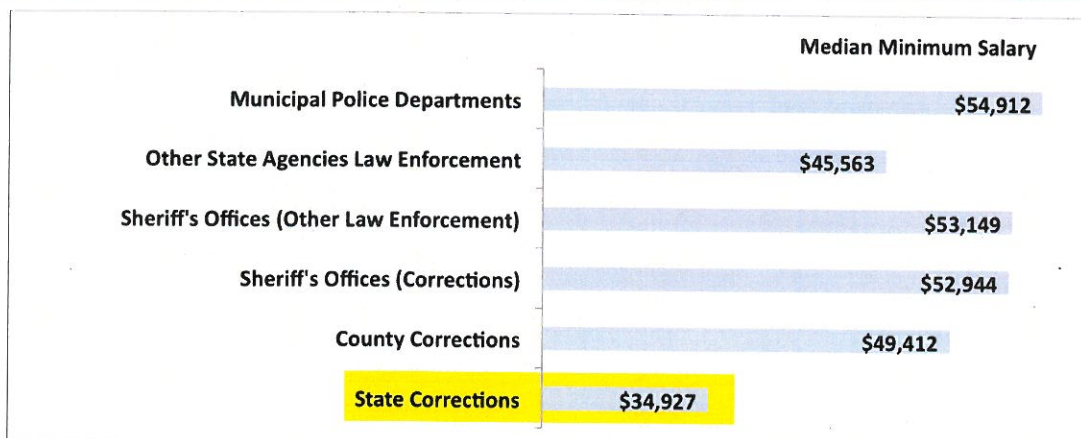 Median Minimum Salary
Municipal Police Departments $54,912
Other State Agencies Law Enforcement $45,563
Sheriff's Offices (Other Law Enforcement) $53,149
Sheriff's Offices (Corrections) $52,944
County Corrections $49,412
State Corrections $34,927